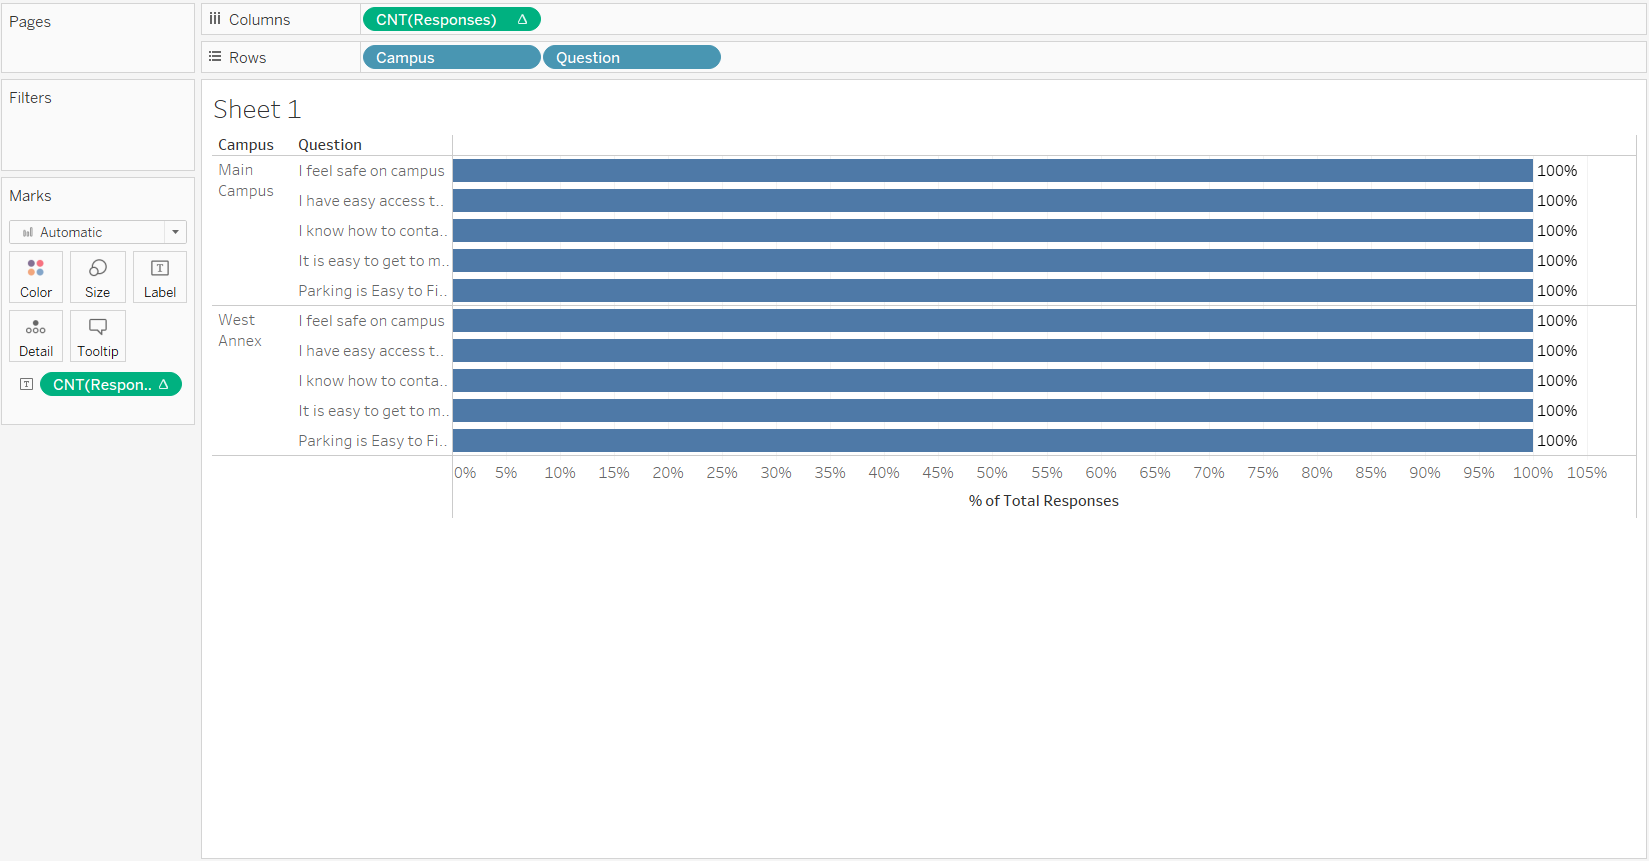 Pages
Columns
CNT(Responses) Δ
Rows
Campus
Question
Filters
Marks
Automatic
Color
Size
Label
Detail
Tooltip
CNT(Respon.. Δ
Sheet 1
Campus Question
Main Campus
I feel safe on campus 100%
I have easy access t.. 100%
I know how to conta.. 100%
It is easy to get to m.. 100%
Parking is Easy to Fi.. 100%
West Annex
I feel safe on campus 100%
I have easy access t.. 100%
I know how to conta.. 100%
It is easy to get to m.. 100%
Parking is Easy to Fi.. 100%
0% 5% 10% 15% 20% 25% 30% 35% 40% 45% 50% 55% 60% 65% 70% 75% 80% 85% 90% 95% 100% 105%
% of Total Responses